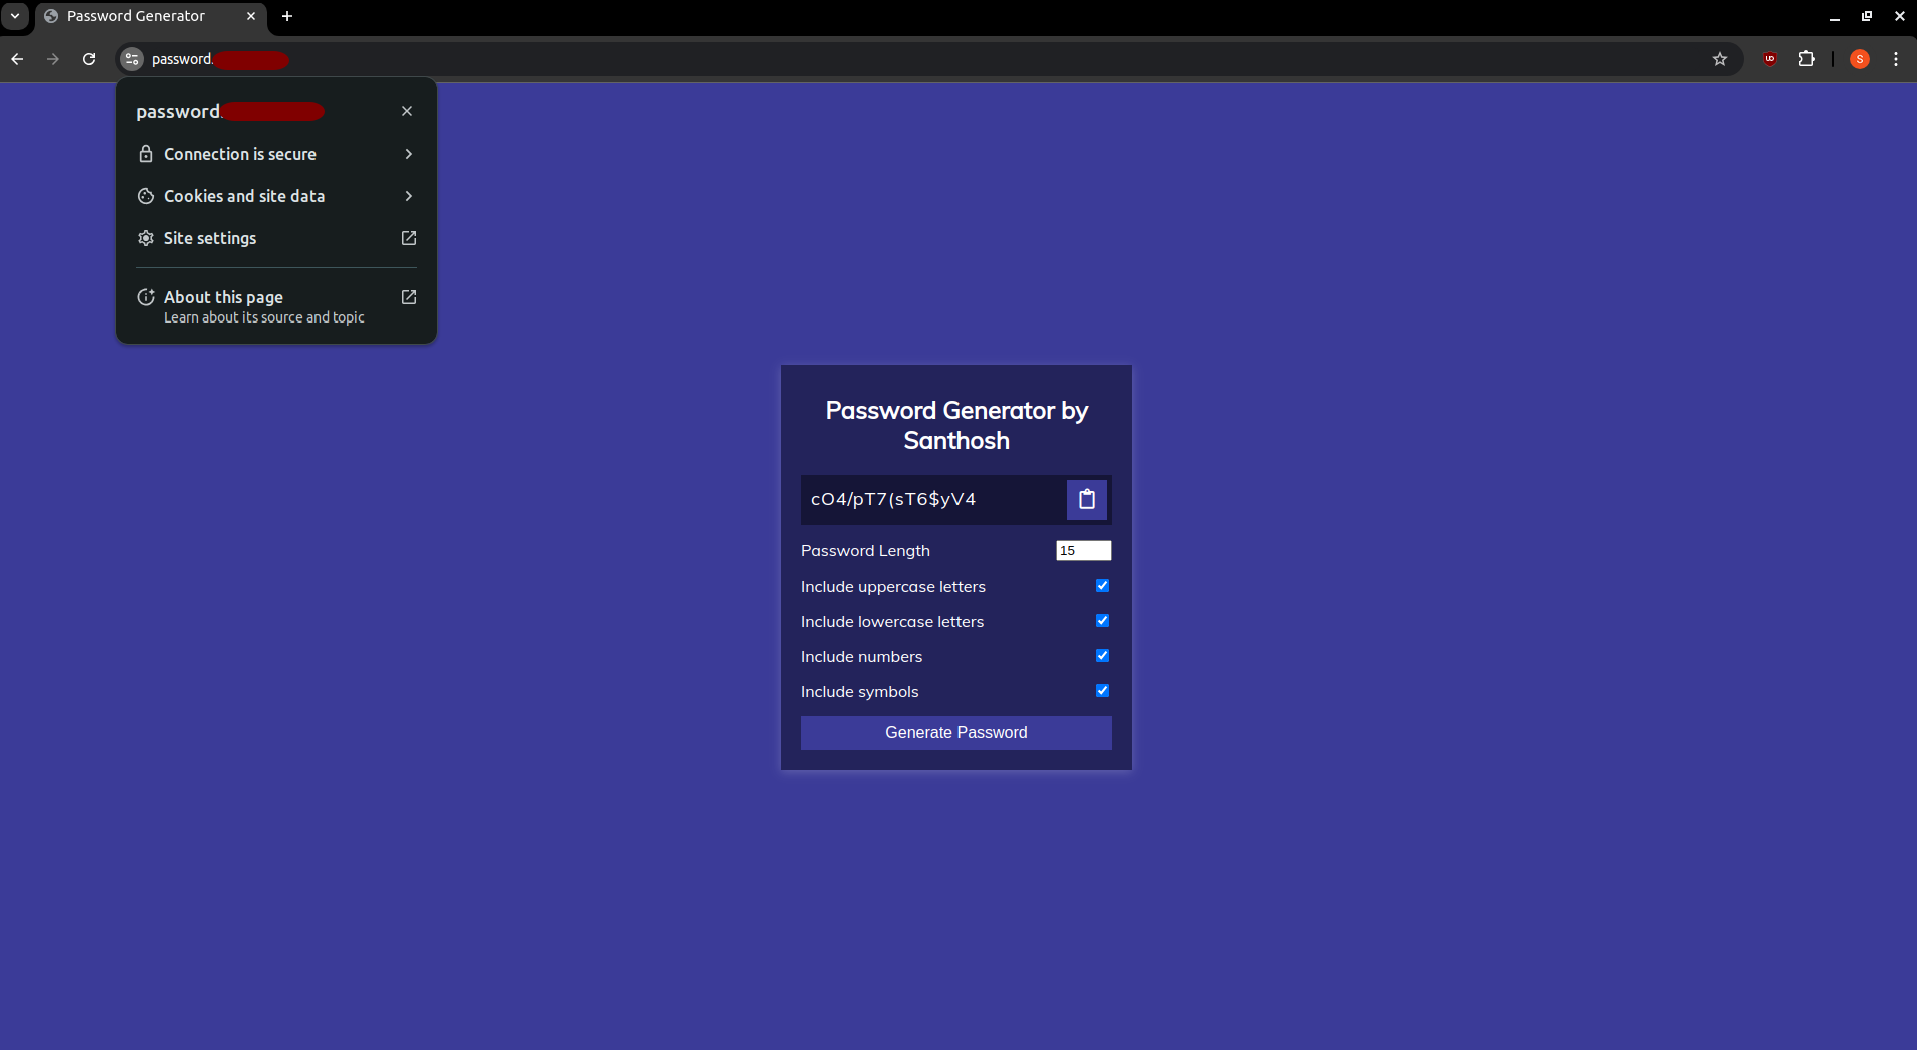 Password Generator
password.
password.
Connection is secure
Cookies and site data
Site settings
About this page
Learn about its source and topic
S
Password Generator by
Santhosh
cO4/pT7(sT6$yV4
Password Length
15
Include uppercase letters
Include lowercase letters
Include numbers
Include symbols
Generate Password